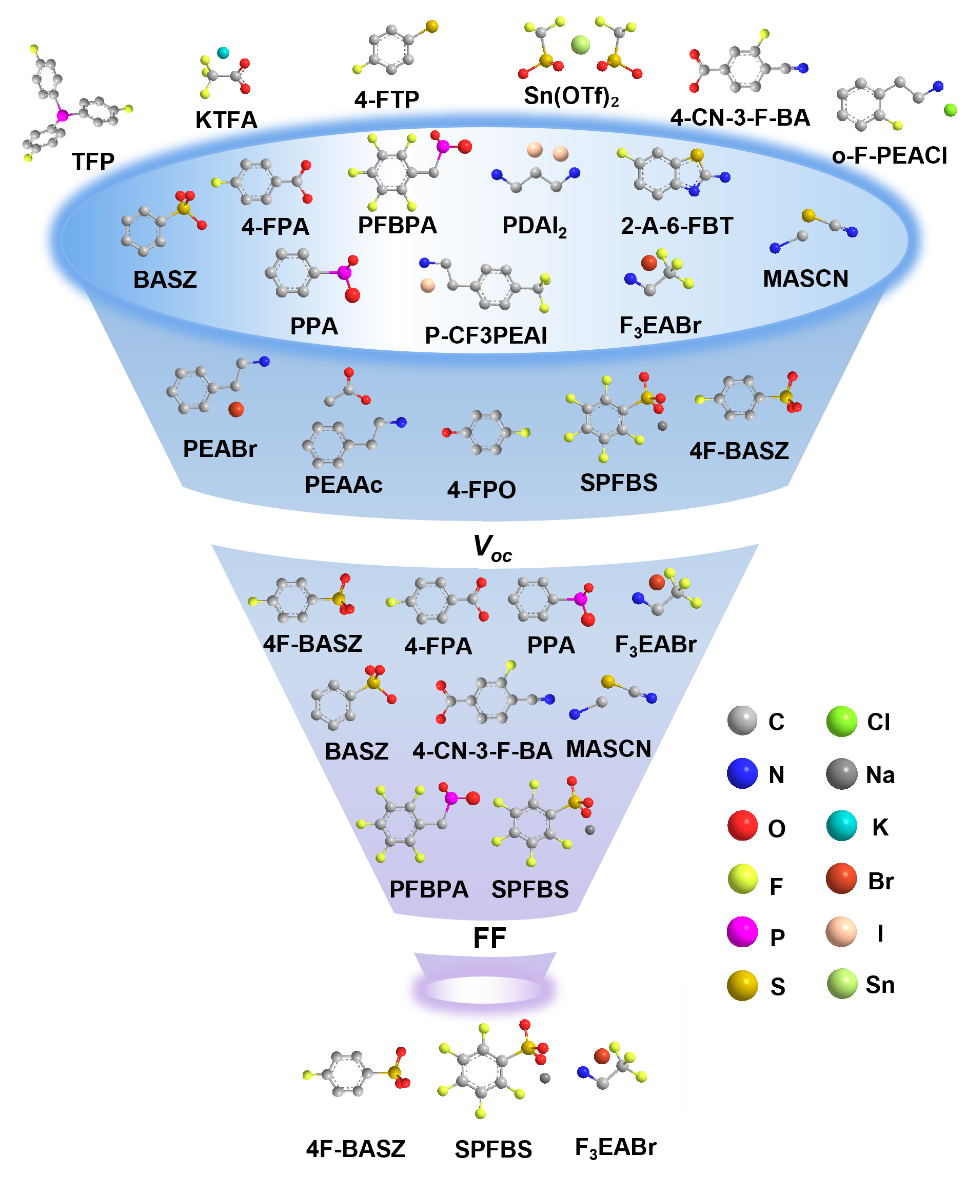 TFP
KTFA
4-FTP
Sn(OTf)₂
4-CN-3-F-BA
o-F-PEACl
BASZ
4-FPA
PFBPA
PDAI₂
2-A-6-FBT
MASCN
PPA
P-CF3PEAI
F₃EABr
PEABr
PEAAc
4-FPO
SPFBS
4F-BASZ
Voc
4F-BASZ
4-FPA
PPA
F₃EABr
BASZ
4-CN-3-F-BA
MASCN
PFBPA
SPFBS
FF
C
Cl
N
Na
O
K
F
Br
P
I
S
Sn
4F-BASZ
SPFBS
F₃EABr